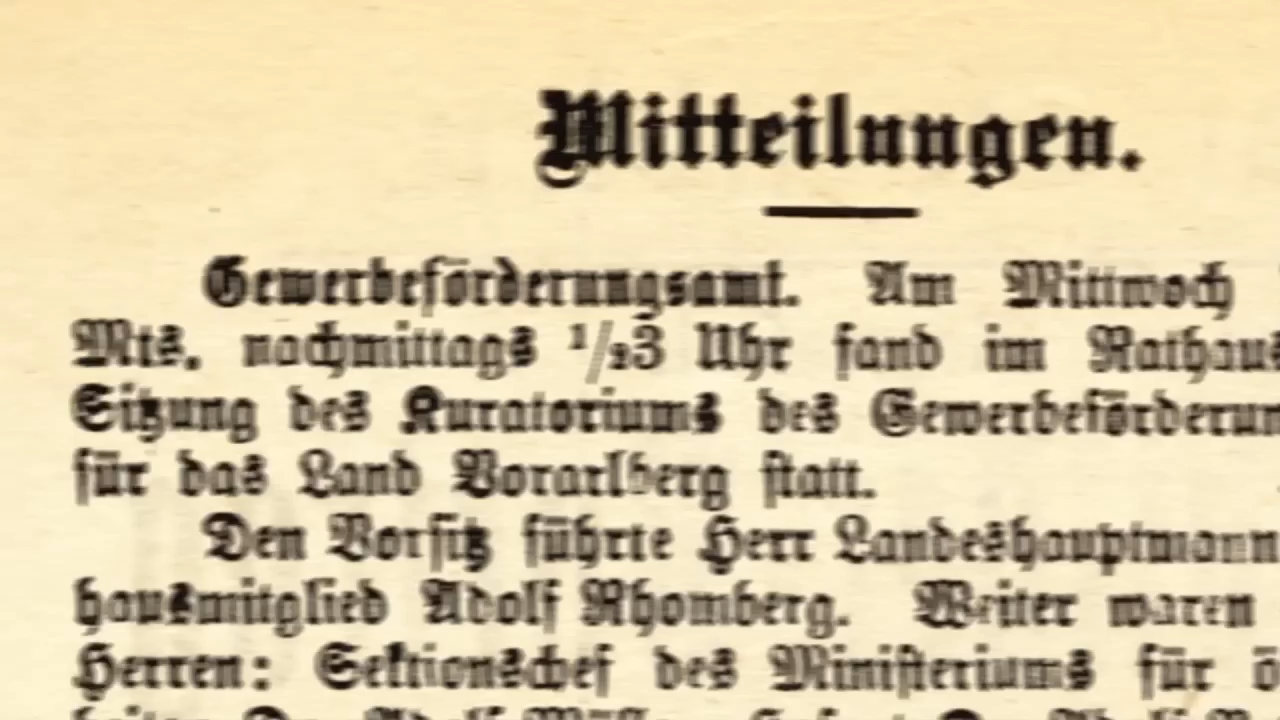 Mitteilungen.
Gewerbeförderungsamt. Am Mittwoch
Mts. nachmittags 1/23 Uhr fand im Rathaus
Sitzung des Kuratoriums des Gewerbeförderun
für das Land Vorarlberg statt.
Den Vorsitz führte Herr Landeshauptmann
hausmitglied Adolf Rhomberg. Weiter waren
Herren: Sektionschef des Ministeriums für ö